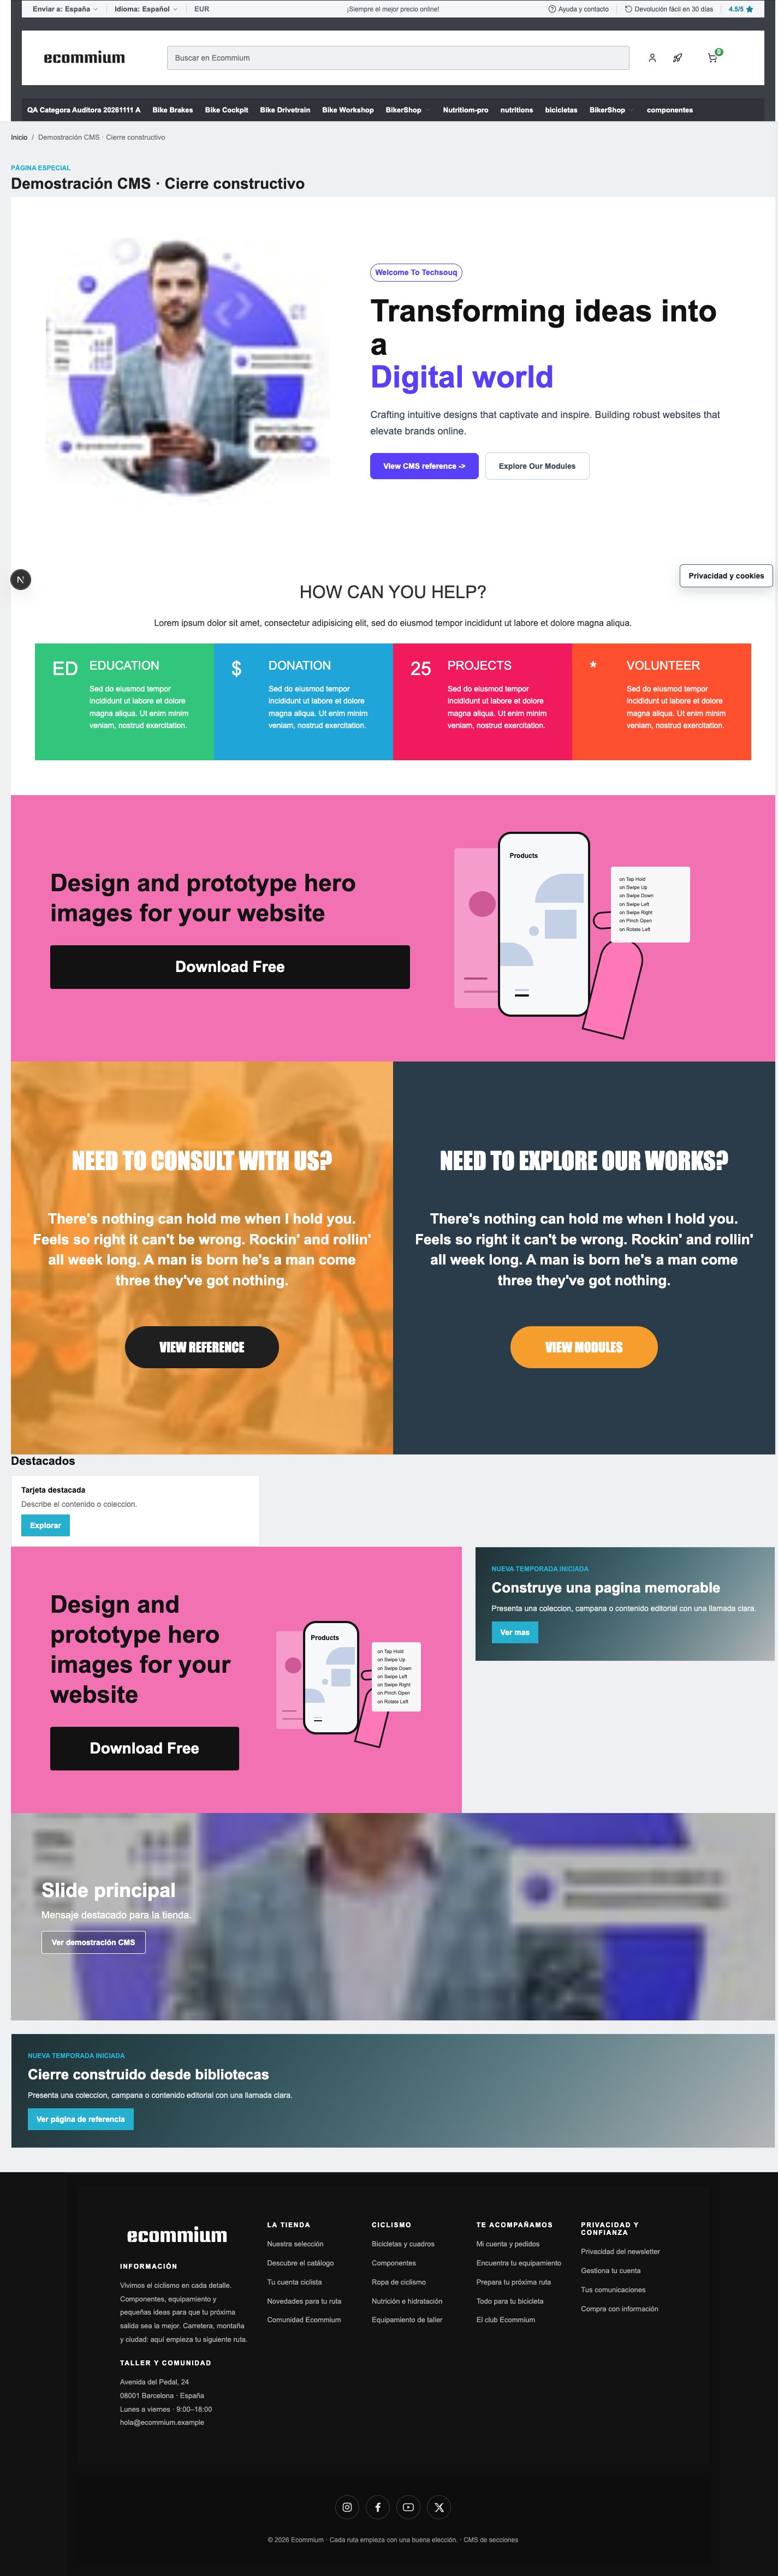 Enviar a: España
Idioma: Español
EUR
¡Siempre el mejor precio online!
Ayuda y contacto
Devolución fácil en 30 días
4.5/5
ecommium
Buscar en Ecommium
0
QA Categora Auditora 20261111 A
Bike Brakes
Bike Cockpit
Bike Drivetrain
Bike Workshop
BikerShop
Nutritiom-pro
nutritions
bicicletas
BikerShop
componentes
Inicio / Demostración CMS · Cierre constructivo
PÁGINA ESPECIAL
Demostración CMS · Cierre constructivo
Welcome To Techsouq
Transforming ideas into
a
Digital world
Crafting intuitive designs that captivate and inspire. Building robust websites that
elevate brands online.
View CMS reference ->
Explore Our Modules
N
Privacidad y cookies
HOW CAN YOU HELP?
Lorem ipsum dolor sit amet, consectetur adipisicing elit, sed do eiusmod tempor incididunt ut labore et dolore magna aliqua.
ED
EDUCATION
Sed do eiusmod tempor
incididunt ut labore et dolore
magna aliqua. Ut enim minim
veniam, nostrud exercitation.
$
DONATION
Sed do eiusmod tempor
incididunt ut labore et dolore
magna aliqua. Ut enim minim
veniam, nostrud exercitation.
25
PROJECTS
Sed do eiusmod tempor
incididunt ut labore et dolore
magna aliqua. Ut enim minim
veniam, nostrud exercitation.
*
VOLUNTEER
Sed do eiusmod tempor
incididunt ut labore et dolore
magna aliqua. Ut enim minim
veniam, nostrud exercitation.
Design and prototype hero
images for your website
Download Free
Products
on Tap Hold
on Swipe Up
on Swipe Down
on Swipe Left
on Swipe Right
on Pinch Open
on Rotate Left
NEED TO CONSULT WITH US?
There's nothing can hold me when I hold you.
Feels so right it can't be wrong. Rockin' and rollin'
all week long. A man is born he's a man come
three they've got nothing.
VIEW REFERENCE
NEED TO EXPLORE OUR WORKS?
There's nothing can hold me when I hold you.
Feels so right it can't be wrong. Rockin' and rollin'
all week long. A man is born he's a man come
three they've got nothing.
VIEW MODULES
Destacados
Tarjeta destacada
Describe el contenido o coleccion.
Explorar
Design and
prototype hero
images for your
website
Download Free
Products
on Tap Hold
on Swipe Up
on Swipe Down
on Swipe Left
on Swipe Right
on Pinch Open
on Rotate Left
NUEVA TEMPORADA INICIADA
Construye una pagina memorable
Presenta una coleccion, campana o contenido editorial con una llamada clara.
Ver mas
Slide principal
Mensaje destacado para la tienda.
Ver demostración CMS
NUEVA TEMPORADA INICIADA
Cierre construido desde bibliotecas
Presenta una coleccion, campana o contenido editorial con una llamada clara.
Ver página de referencia
ecommium
INFORMACIÓN
Vivimos el ciclismo en cada detalle.
Componentes, equipamiento y
pequeñas ideas para que tu próxima
salida sea la mejor. Carretera, montaña
y ciudad: aquí empieza tu siguiente ruta.
TALLER Y COMUNIDAD
Avenida del Pedal, 24
08001 Barcelona · España
Lunes a viernes · 9:00–18:00
hola@ecommium.example
LA TIENDA
Nuestra selección
Descubre el catálogo
Tu cuenta ciclista
Novedades para tu ruta
Comunidad Ecommium
CICLISMO
Bicicletas y cuadros
Componentes
Ropa de ciclismo
Nutrición e hidratación
Equipamiento de taller
TE ACOMPAÑAMOS
Mi cuenta y pedidos
Encuentra tu equipamiento
Prepara tu próxima ruta
Todo para tu bicicleta
El club Ecommium
PRIVACIDAD Y
CONFIANZA
Privacidad del newsletter
Gestiona tu cuenta
Tus comunicaciones
Compra con información
© 2026 Ecommium · Cada ruta empieza con una buena elección. · CMS de secciones